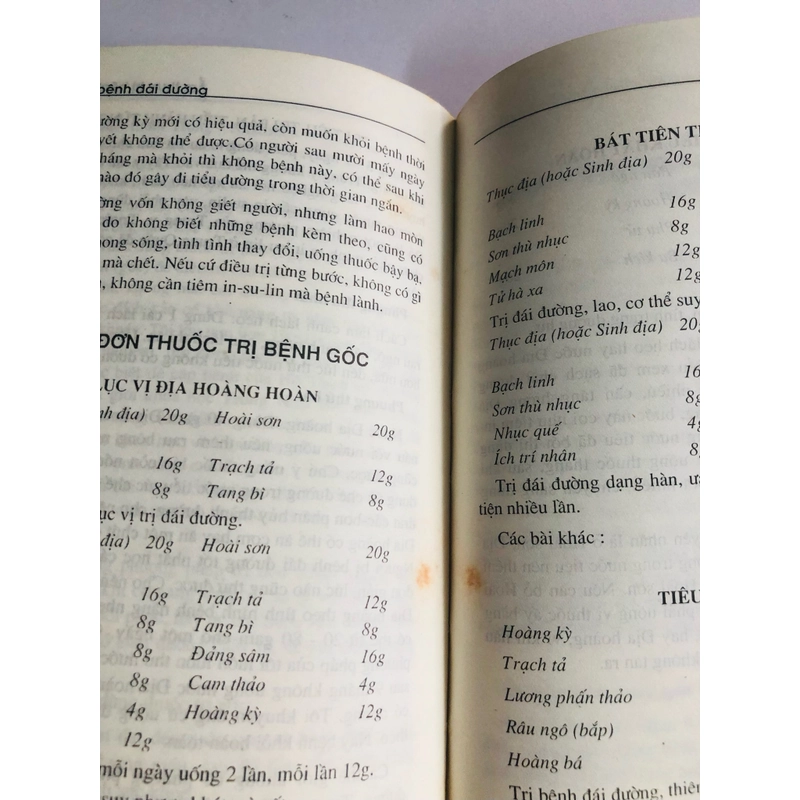 bệnh đái đường
ường kỳ mới có hiệu quả, còn muốn khỏi bệnh thời
yết không thể được.Có người sau mười mấy ngày
háng mà khỏi thì không bệnh này, có thể sau khi
nào đó gây đi tiểu đường trong thời gian ngắn.
ờng vốn không giết người, nhưng làm hao mòn
do không biết những bệnh kèm theo, cũng có
hong sống, tình tình thay đổi, uống thuốc bậy bạ,
mà chết. Nếu cứ điều trị từng bước, không có gì
, không cần tiêm in-su-lin mà bệnh lành.
ĐƠN THUỐC TRỊ BỆNH GỐC
LỤC VỊ ĐỊA HOÀNG HOÀN
nh địa) 20g Hoài sơn 20g
16g Trạch tả 12g
8g Tang bì 8g
ục vị trị đái đường.
địa) 20g Hoài sơn 20g
16g Trạch tả 12g
8g Tang bì 8g
8g Đảng sâm 16g
8g Cam thảo 4g
4g Hoàng kỳ 12g
12g
mỗi ngày uống 2 lần, mỗi lần 12g.
BÁT TIÊN T
Thục địa (hoặc Sinh địa) 20g
Bạch linh 16g
Sơn thù nhục 8g
Mạch môn 12g
Tử hà xa 12g
Trị đái đường, lao, cơ thể suy
Thục địa (hoặc Sinh địa) 20g
Bạch linh 16
Sơn thù nhục 8g
Nhục quế 4g
Ích trí nhân 8g
Trị đái đường dạng hàn, ư
tiện nhiều lần.
Các bài khác :
TIÊU
Hoàng kỳ
Trạch tả
Lương phấn thảo
Râu ngô (bắp)
Hoàng bá
Trị bệnh đái đường, thiên